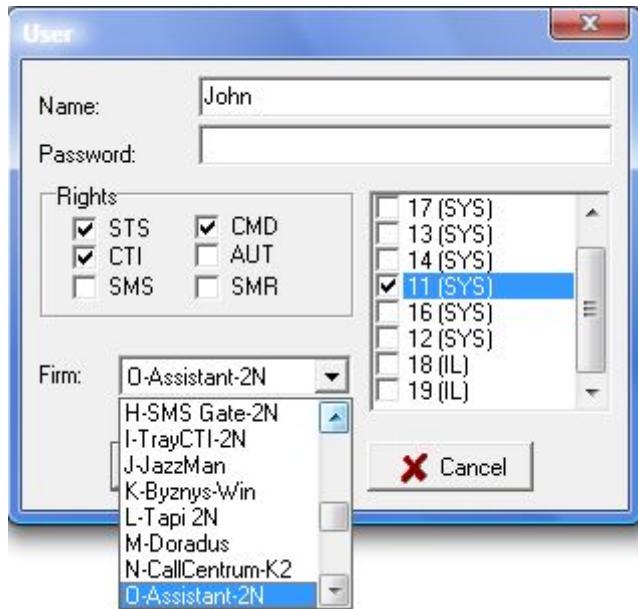 User
Name:
John
Password:
Rights
STS
CMD
CTI
AUT
SMS
SMR
17 (SYS)
13 (SYS)
14 (SYS)
11 (SYS)
16 (SYS)
12 (SYS)
18 (IL)
19 (IL)
Firm:
O-Assistant-2N
H-SMS Gate-2N
I-TrayCTI-2N
J-JazzMan
K-Byznys-Win
L-Tapi 2N
M-Doradus
N-CallCentrum-K2
O-Assistant-2N
Cancel